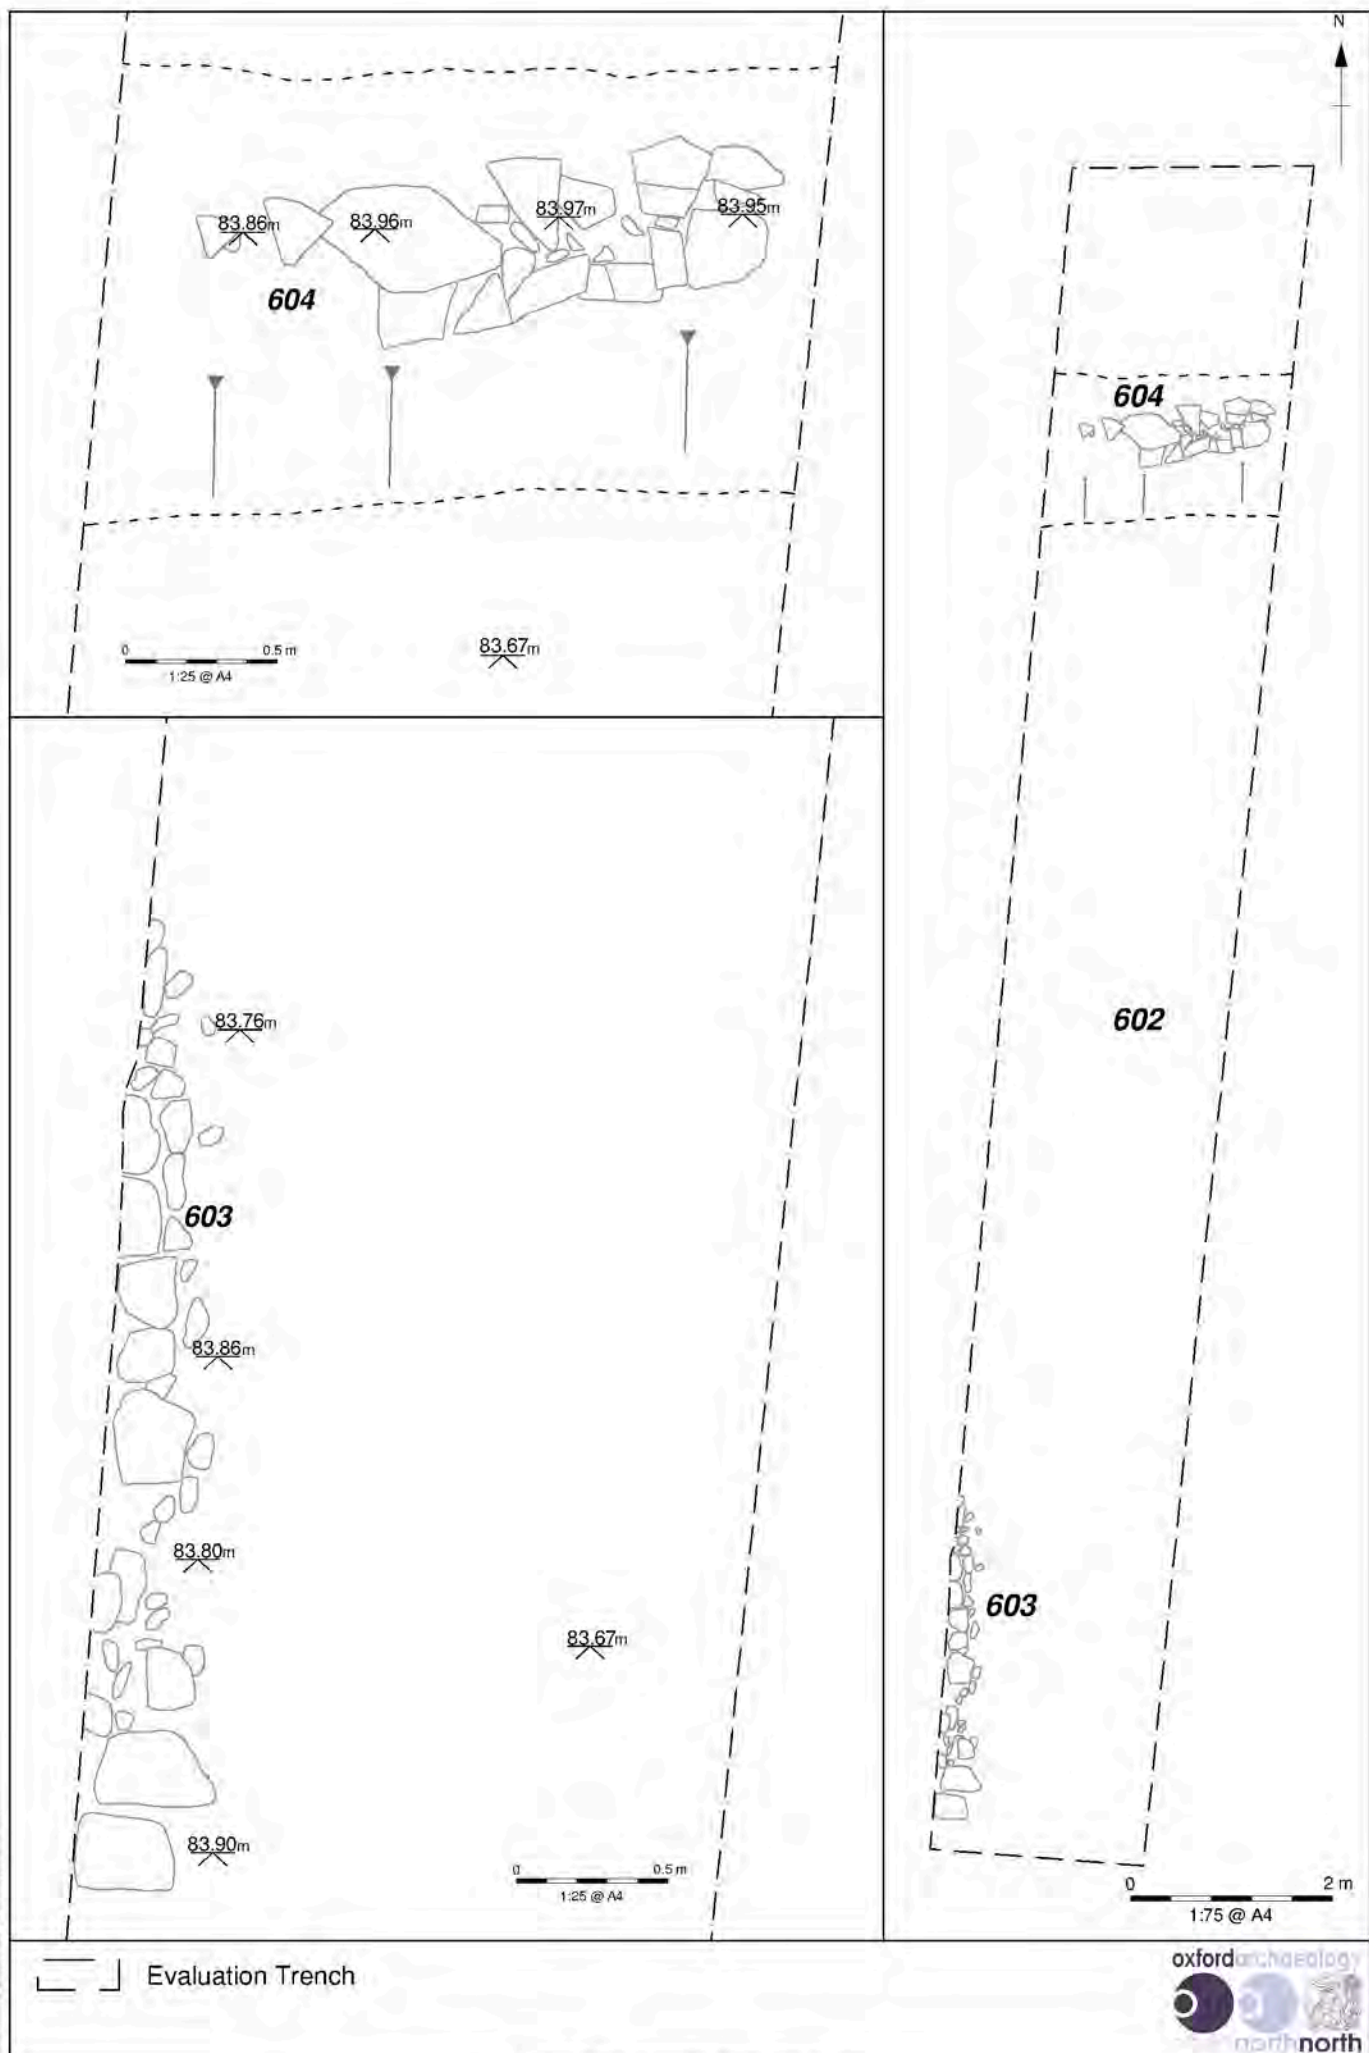 83.86m
83.96m
83.97m
83.95m
604
0 0.5 m
1:25 @ A4
83.67m
83.76m
603
83.86m
83.80m
83.67m
83.90m
0 0.5 m
1:25 @ A4
N
604
602
603
0 2 m
1:75 @ A4
Evaluation Trench
oxfordarchaeology
northnorth